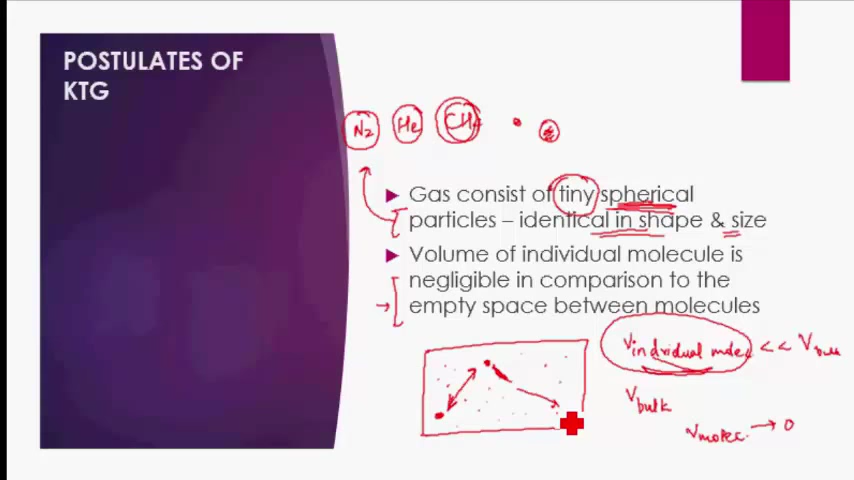 POSTULATES OF
KTG
N2 He CH4
Gas consist of tiny spherical
particles – identical in shape & size
Volume of individual molecule is
negligible in comparison to the
empty space between molecules
Vindividual molec << Vbulk
Vbulk
Vmolec. → 0